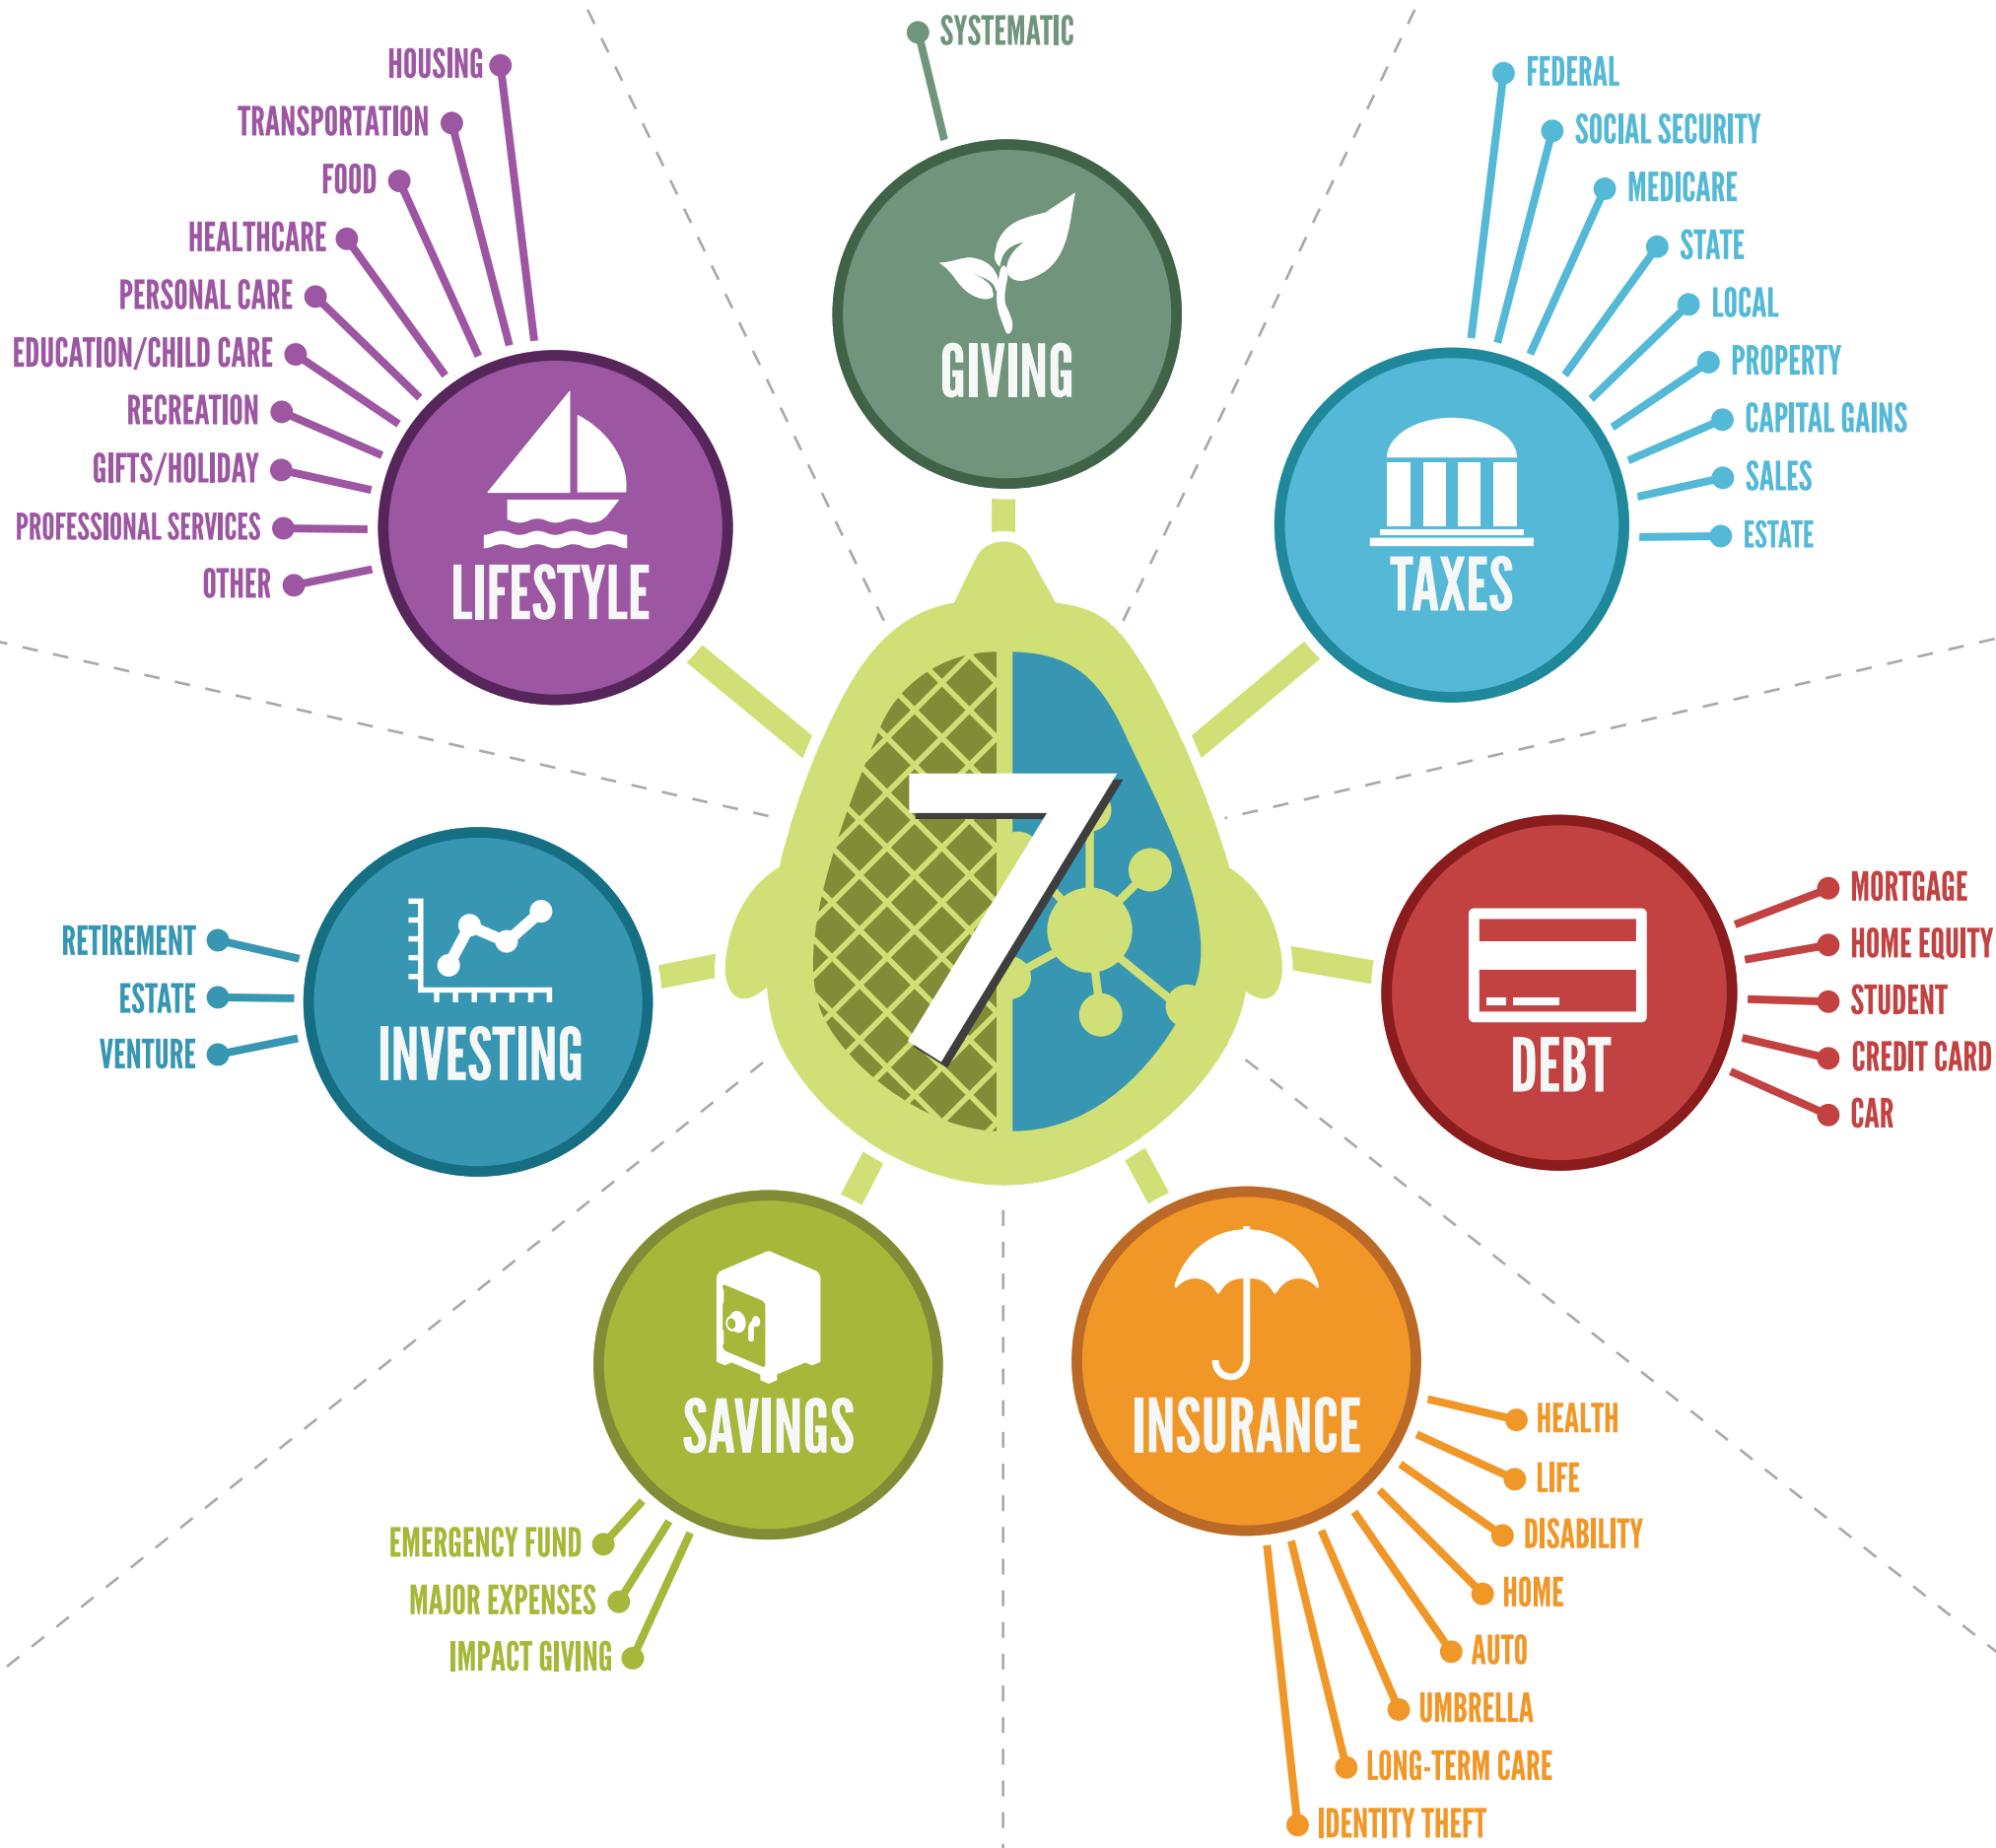 SYSTEMATIC
GIVING
FEDERAL
SOCIAL SECURITY
MEDICARE
STATE
LOCAL
PROPERTY
CAPITAL GAINS
SALES
ESTATE
TAXES
MORTGAGE
HOME EQUITY
STUDENT
CREDIT CARD
CAR
DEBT
HEALTH
LIFE
DISABILITY
HOME
AUTO
UMBRELLA
LONG-TERM CARE
IDENTITY THEFT
INSURANCE
SAVINGS
EMERGENCY FUND
MAJOR EXPENSES
IMPACT GIVING
INVESTING
RETIREMENT
ESTATE
VENTURE
LIFESTYLE
HOUSING
TRANSPORTATION
FOOD
HEALTHCARE
PERSONAL CARE
EDUCATION/CHILD CARE
RECREATION
GIFTS/HOLIDAY
PROFESSIONAL SERVICES
OTHER
7